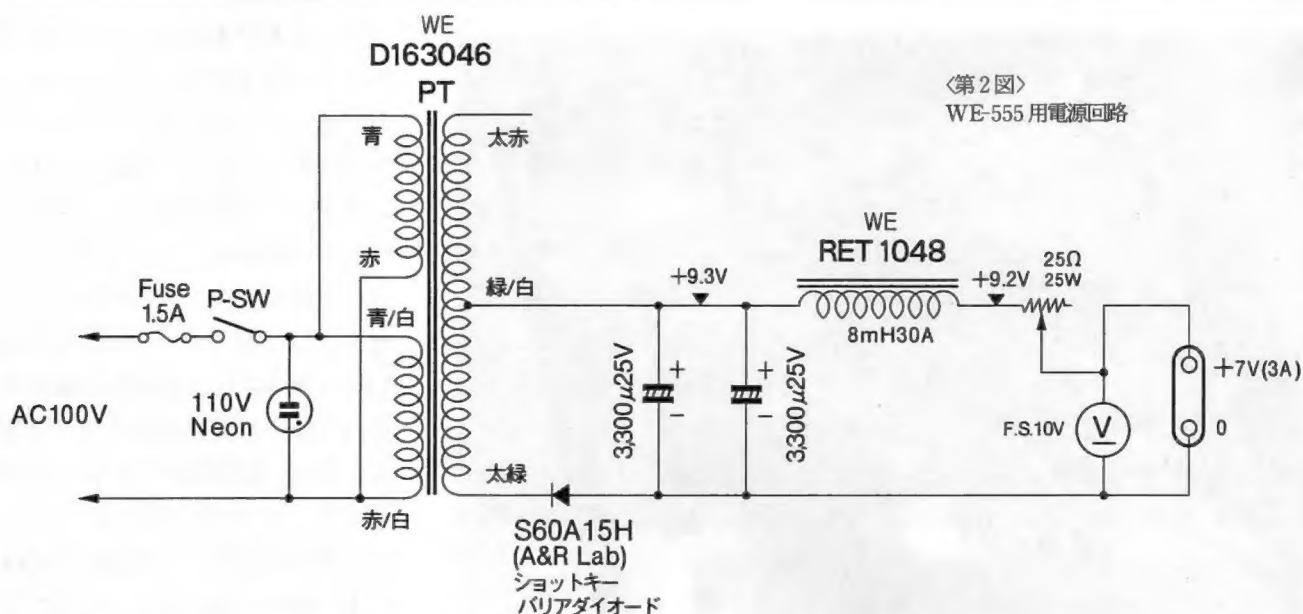 WE
D163046
PT
〈第2図〉
WE-555用電源回路
青
太赤
赤
WE
RET 1048
25Ω
25W
Fuse
1.5A
P-SW
緑/白
+9.3V
+9.2V
青/白
8mH30A
AC100V
110V
Neon
3,300μ25V
+
−
3,300μ25V
+
−
F.S.10V
V
+7V(3A)
0
太緑
赤/白
S60A15H
(A&R Lab)
ショットキー
バリアダイオード